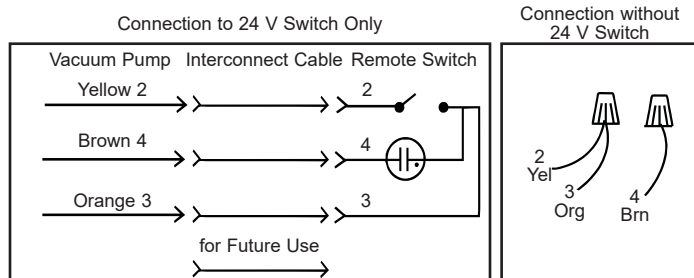 Connection to 24 V Switch Only
Vacuum Pump Interconnect Cable Remote Switch
Yellow 2
2
Brown 4
4
Orange 3
3
for Future Use
Connection without
24 V Switch
2
Yel
3
Org
4
Brn